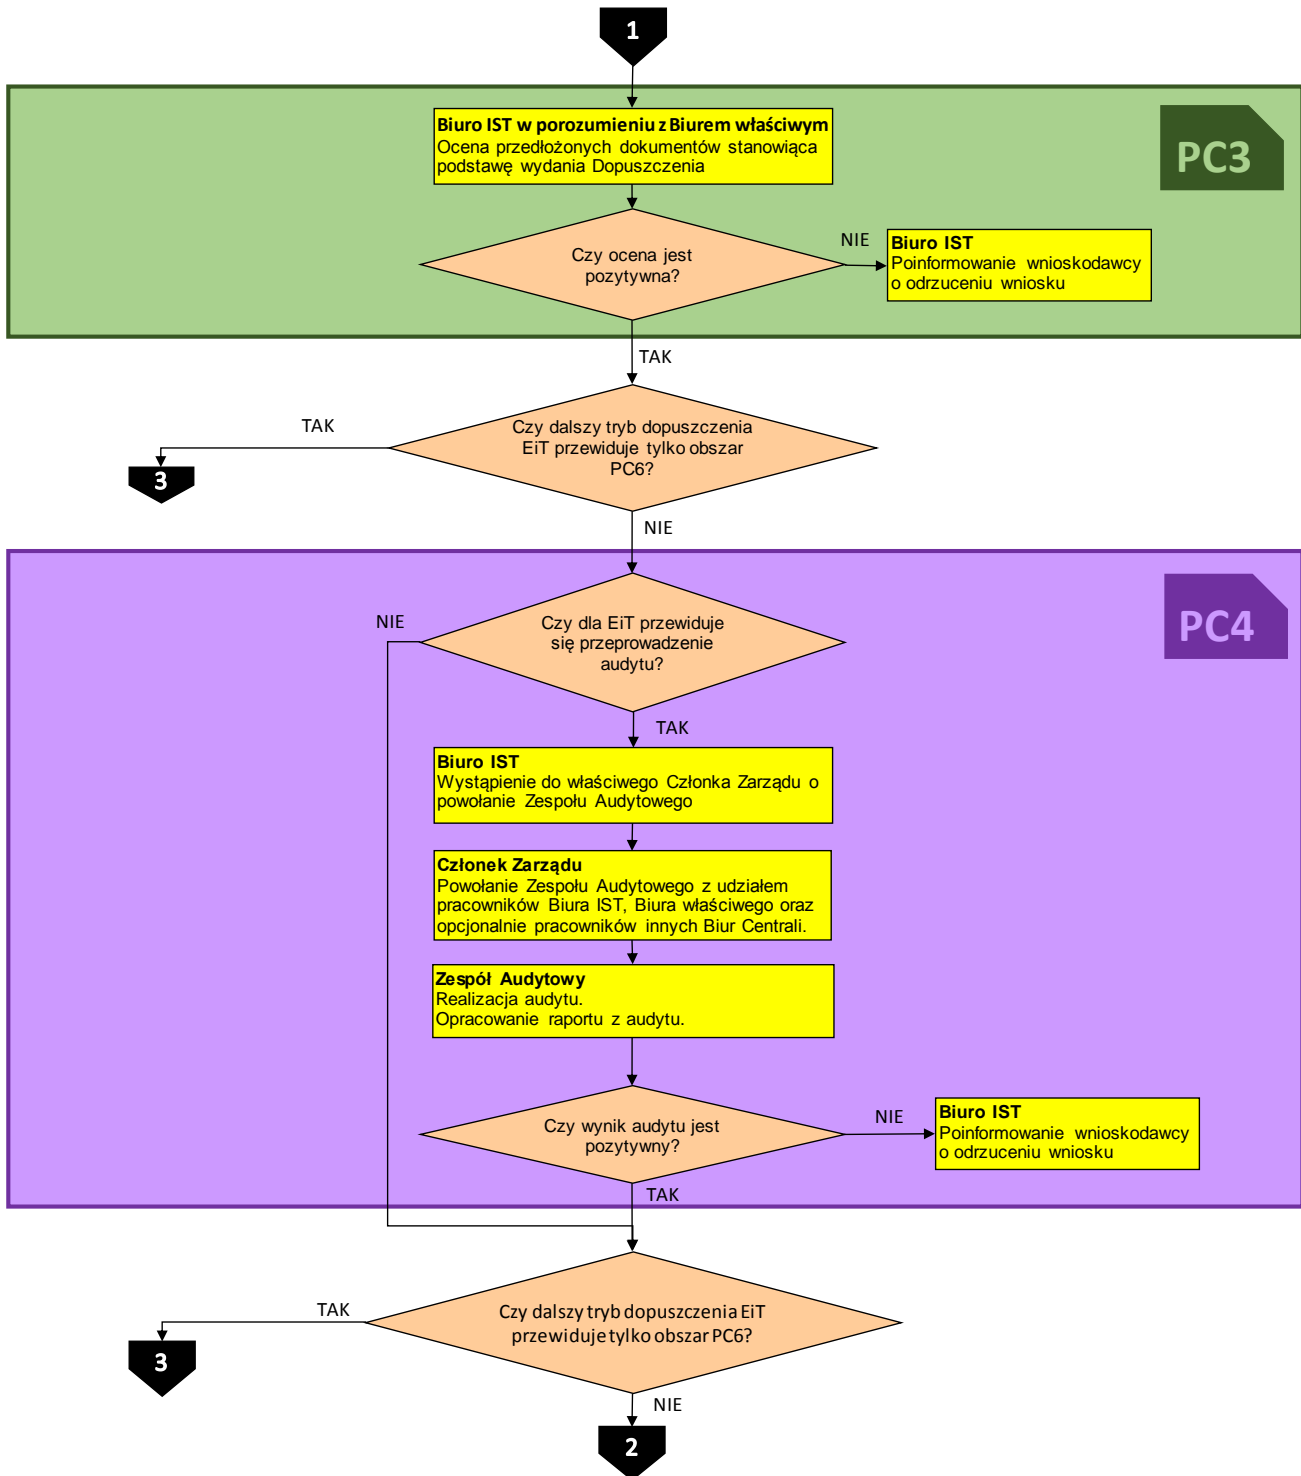 1
PC3
Biuro IST w porozumieniu z Biurem właściwym
Ocena przedłożonych dokumentów stanowiąca
podstawę wydania Dopuszczenia
Czy ocena jest
pozytywna?
NIE
Biuro IST
Poinformowanie wnioskodawcy
o odrzuceniu wniosku
TAK
Czy dalszy tryb dopuszczenia
EiT przewiduje tylko obszar
PC6?
TAK
3
NIE
PC4
Czy dla EiT przewiduje
się przeprowadzenie
audytu?
NIE
TAK
Biuro IST
Wystąpienie do właściwego Członka Zarządu o
powołanie Zespołu Audytowego
Członek Zarządu
Powołanie Zespołu Audytowego z udziałem
pracowników Biura IST, Biura właściwego oraz
opcjonalnie pracowników innych Biur Centrali.
Zespół Audytowy
Realizacja audytu.
Opracowanie raportu z audytu.
Czy wynik audytu jest
pozytywny?
NIE
Biuro IST
Poinformowanie wnioskodawcy
o odrzuceniu wniosku
TAK
Czy dalszy tryb dopuszczenia EiT
przewiduje tylko obszar PC6?
TAK
3
NIE
2